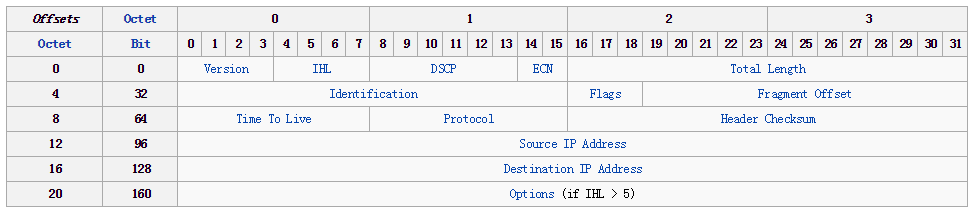 Offsets Octet 0 1 2 3
Octet Bit 0 1 2 3 4 5 6 7 8 9 10 11 12 13 14 15 16 17 18 19 20 21 22 23 24 25 26 27 28 29 30 31
0 0 Version IHL DSCP ECN Total Length
4 32 Identification Flags Fragment Offset
8 64 Time To Live Protocol Header Checksum
12 96 Source IP Address
16 128 Destination IP Address
20 160 Options (if IHL > 5)